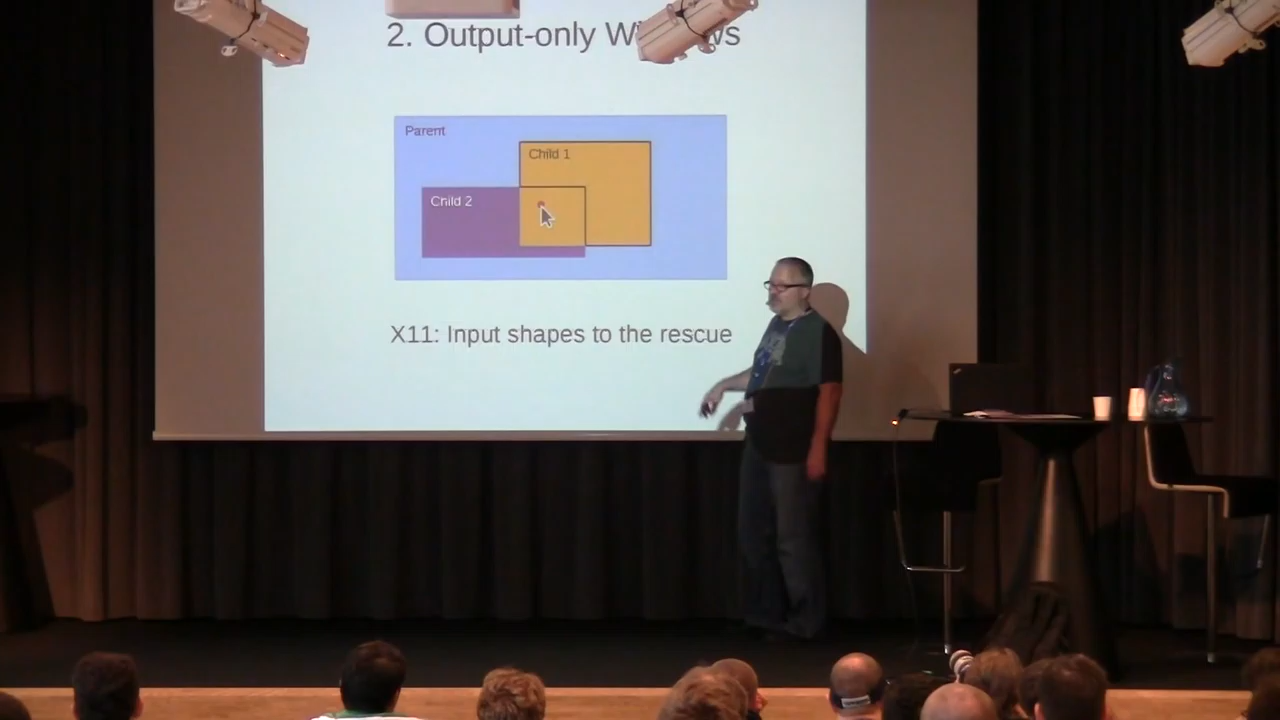 2. Output-only
Parent
Child 1
Child 2
X11: Input shapes to the rescue